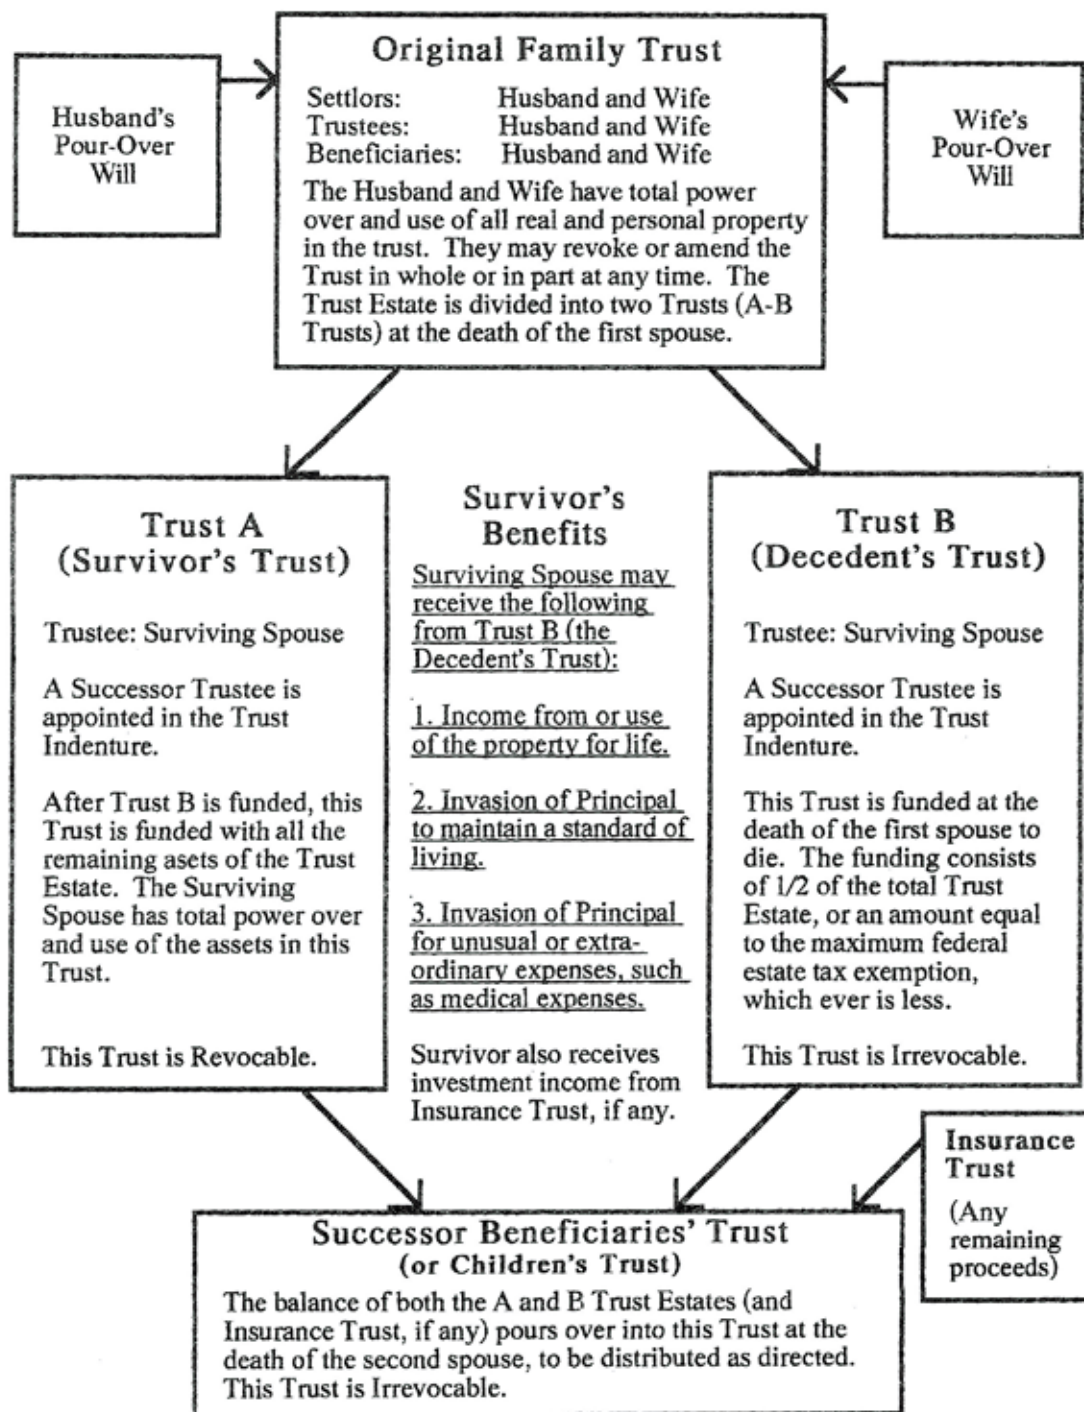 Original Family Trust
Settlors: Husband and Wife
Trustees: Husband and Wife
Beneficiaries: Husband and Wife
The Husband and Wife have total power
over and use of all real and personal property
in the trust. They may revoke or amend the
Trust in whole or in part at any time. The
Trust Estate is divided into two Trusts (A-B
Trusts) at the death of the first spouse.
Husband's
Pour-Over
Will
Wife's
Pour-Over
Will
Trust A
(Survivor's Trust)
Trustee: Surviving Spouse
A Successor Trustee is
appointed in the Trust
Indenture.
After Trust B is funded, this
Trust is funded with all the
remaining asets of the Trust
Estate. The Surviving
Spouse has total power over
and use of the assets in this
Trust.
This Trust is Revocable.
Survivor's
Benefits
Surviving Spouse may
receive the following
from Trust B (the
Decedent's Trust):
1. Income from or use
of the property for life.
2. Invasion of Principal
to maintain a standard of
living.
3. Invasion of Principal
for unusual or extra-
ordinary expenses, such
as medical expenses.
Survivor also receives
investment income from
Insurance Trust, if any.
Trust B
(Decedent's Trust)
Trustee: Surviving Spouse
A Successor Trustee is
appointed in the Trust
Indenture.
This Trust is funded at the
death of the first spouse to
die. The funding consists
of 1/2 of the total Trust
Estate, or an amount equal
to the maximum federal
estate tax exemption,
which ever is less.
This Trust is Irrevocable.
Insurance
Trust
(Any
remaining
proceeds)
Successor Beneficiaries' Trust
(or Children's Trust)
The balance of both the A and B Trust Estates (and
Insurance Trust, if any) pours over into this Trust at the
death of the second spouse, to be distributed as directed.
This Trust is Irrevocable.